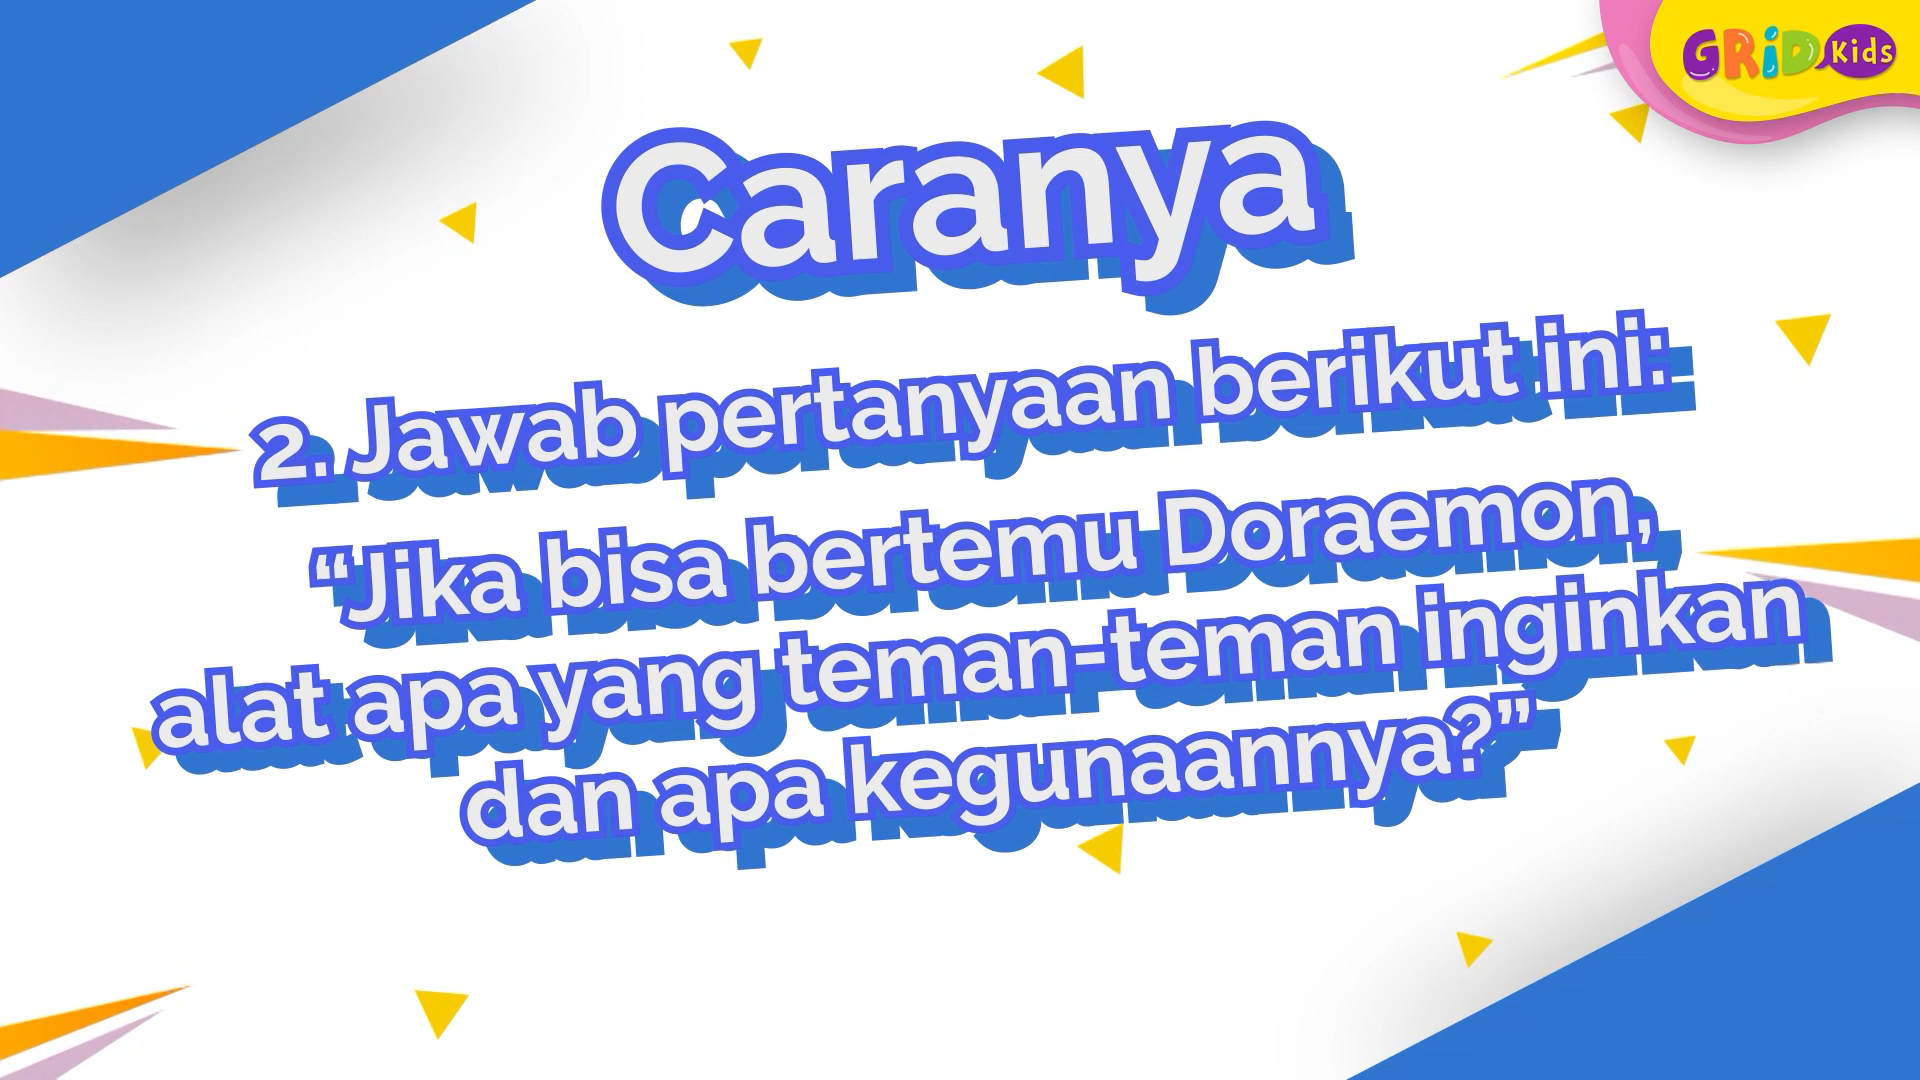 GRiD Kids
Caranya
2. Jawab pertanyaan berikut ini:
“Jika bisa bertemu Doraemon,
alat apa yang teman-teman inginkan
dan apa kegunaannya?”